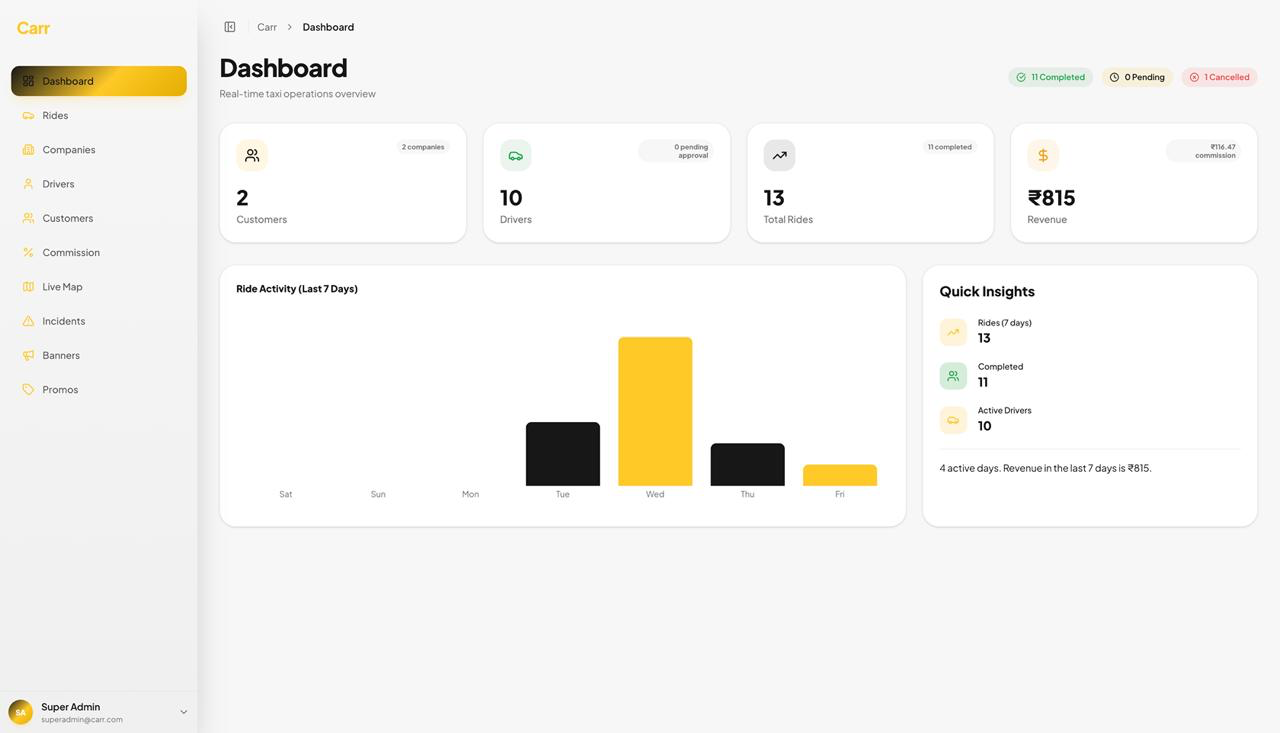 Carr
Dashboard
Rides
Companies
Drivers
Customers
Commission
Live Map
Incidents
Banners
Promos
SA
Super Admin
superadmin@carr.com
Carr
Dashboard
Dashboard
Real-time taxi operations overview
11 Completed
0 Pending
1 Cancelled
2 companies
2
Customers
0 pending
approval
10
Drivers
11 completed
13
Total Rides
₹116.47
commission
₹815
Revenue
Ride Activity (Last 7 Days)
Sat
Sun
Mon
Tue
Wed
Thu
Fri
Quick Insights
Rides (7 days)
13
Completed
11
Active Drivers
10
4 active days. Revenue in the last 7 days is ₹815.